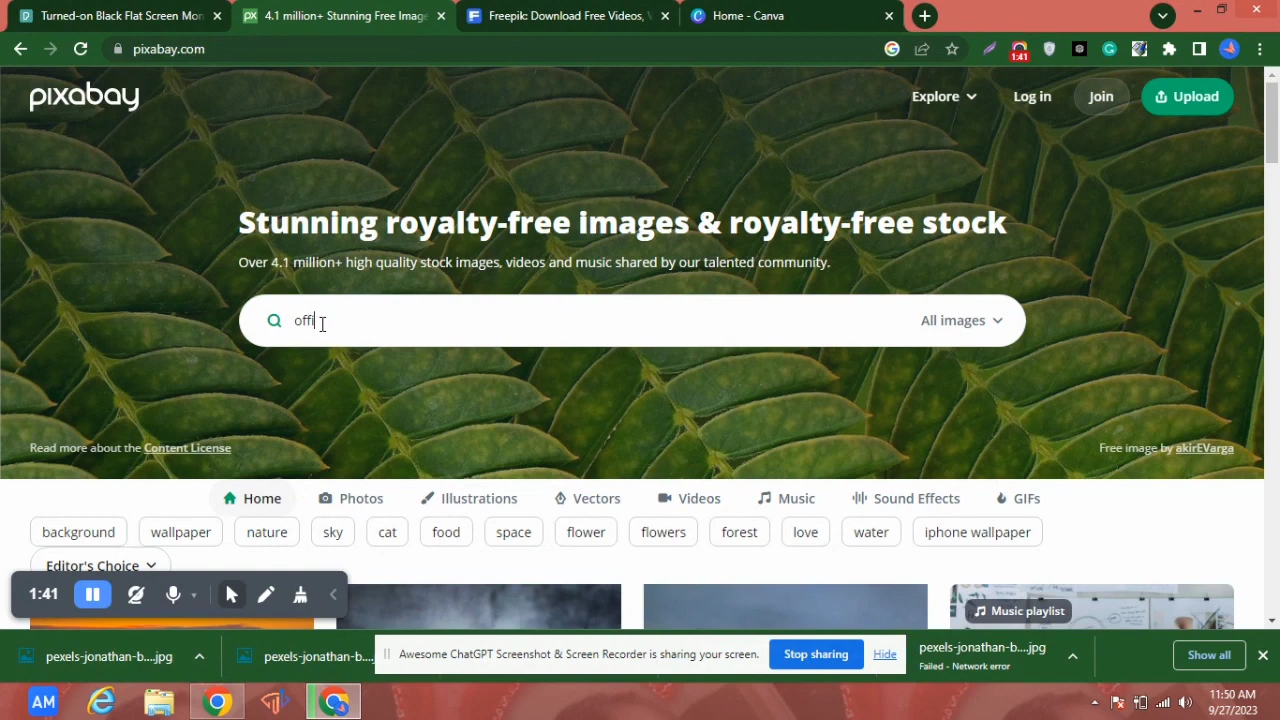 Turned-on Black Flat Screen Mon
4.1 million+ Stunning Free Image
Freepik: Download Free Videos, V
Home - Canva
pixabay.com
1:41
pixabay
Explore
Log in
Join
Upload
Stunning royalty-free images & royalty-free stock
Over 4.1 million+ high quality stock images, videos and music shared by our talented community.
offi
All images
Read more about the Content License
Free image by akirEVarga
Home
Photos
Illustrations
Vectors
Videos
Music
Sound Effects
GIFs
background
wallpaper
nature
sky
cat
food
space
flower
flowers
forest
love
water
iphone wallpaper
Editor's Choice
1:41
Music playlist
pexels-jonathan-b....jpg
pexels-jonathan-b...
Awesome ChatGPT Screenshot & Screen Recorder is sharing your screen.
Stop sharing
Hide
pexels-jonathan-b....jpg
Failed - Network error
Show all
AM
11:50 AM
9/27/2023